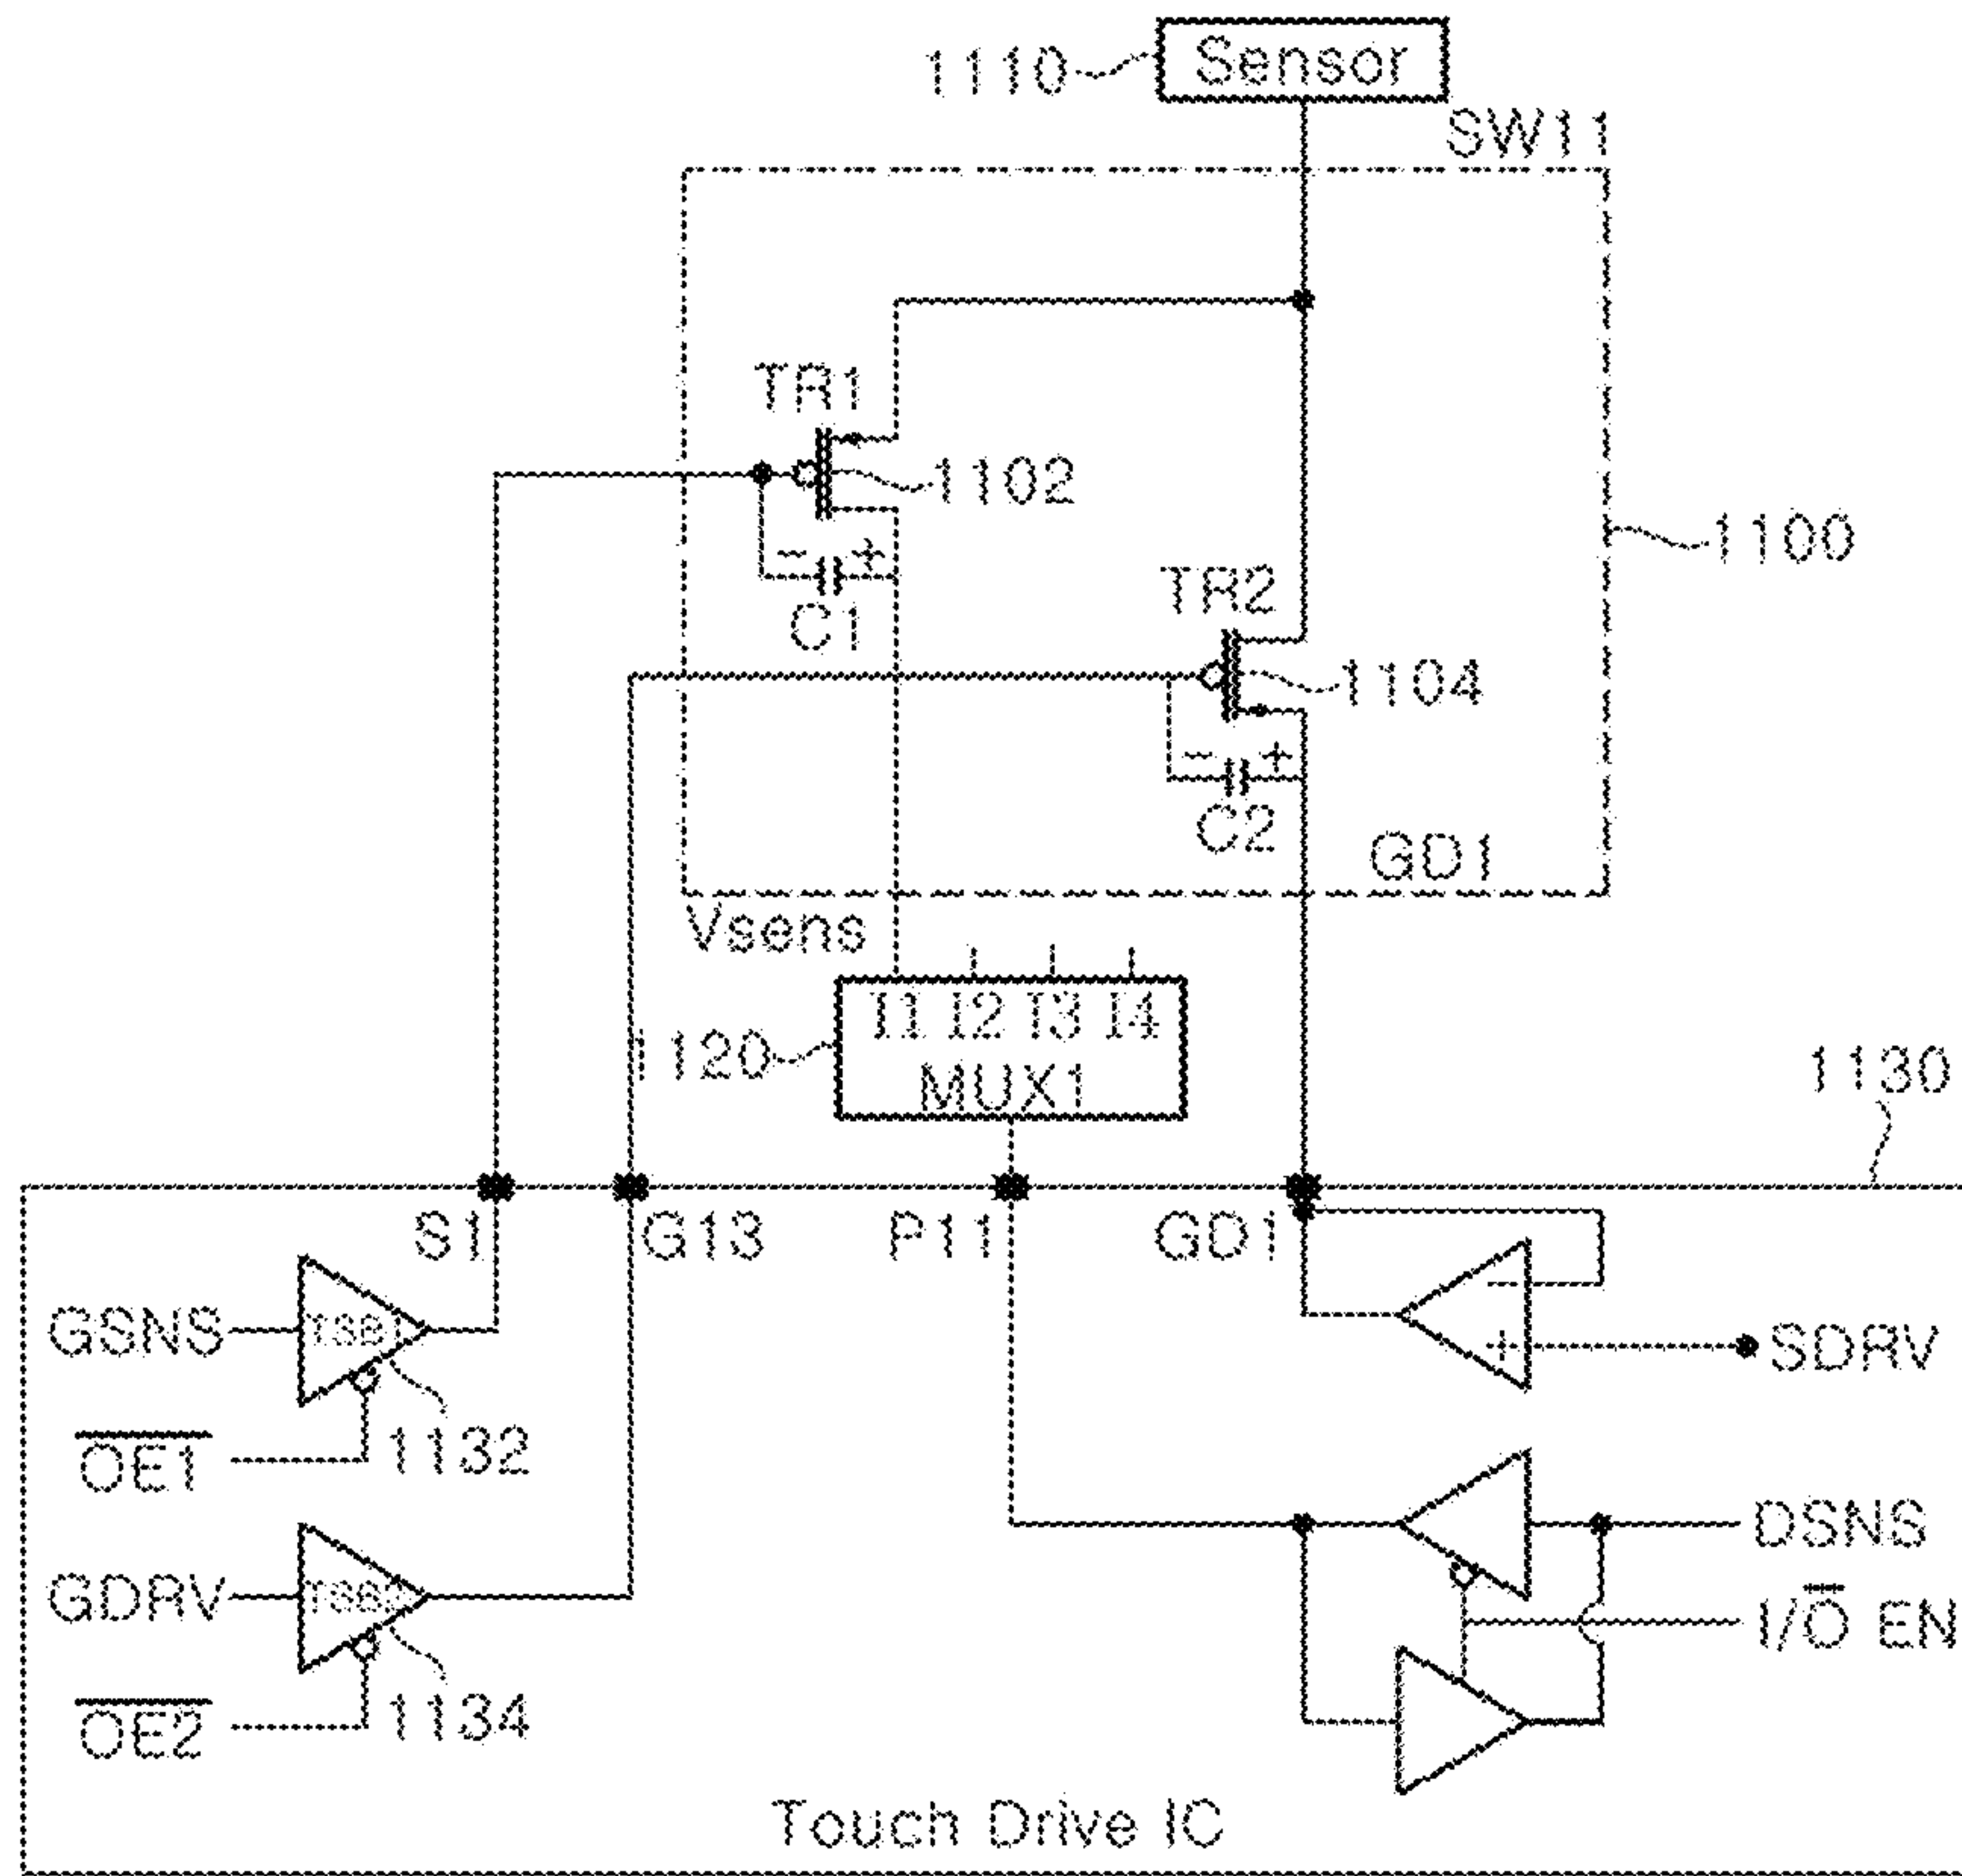 Sensor
1110
SW11
TR1
1102
1100
- +
C1
TR2
1104
- +
C2
GD1
Vsens
I1 I2 I3 I4
1120
MUX1
1130
S1 G13 P11 GD1
-
GSNS
TSB1
+
SDRV
OE1
1132
DSNS
GDRV
TSB2
I/O EN
OE2
1134
Touch Drive IC